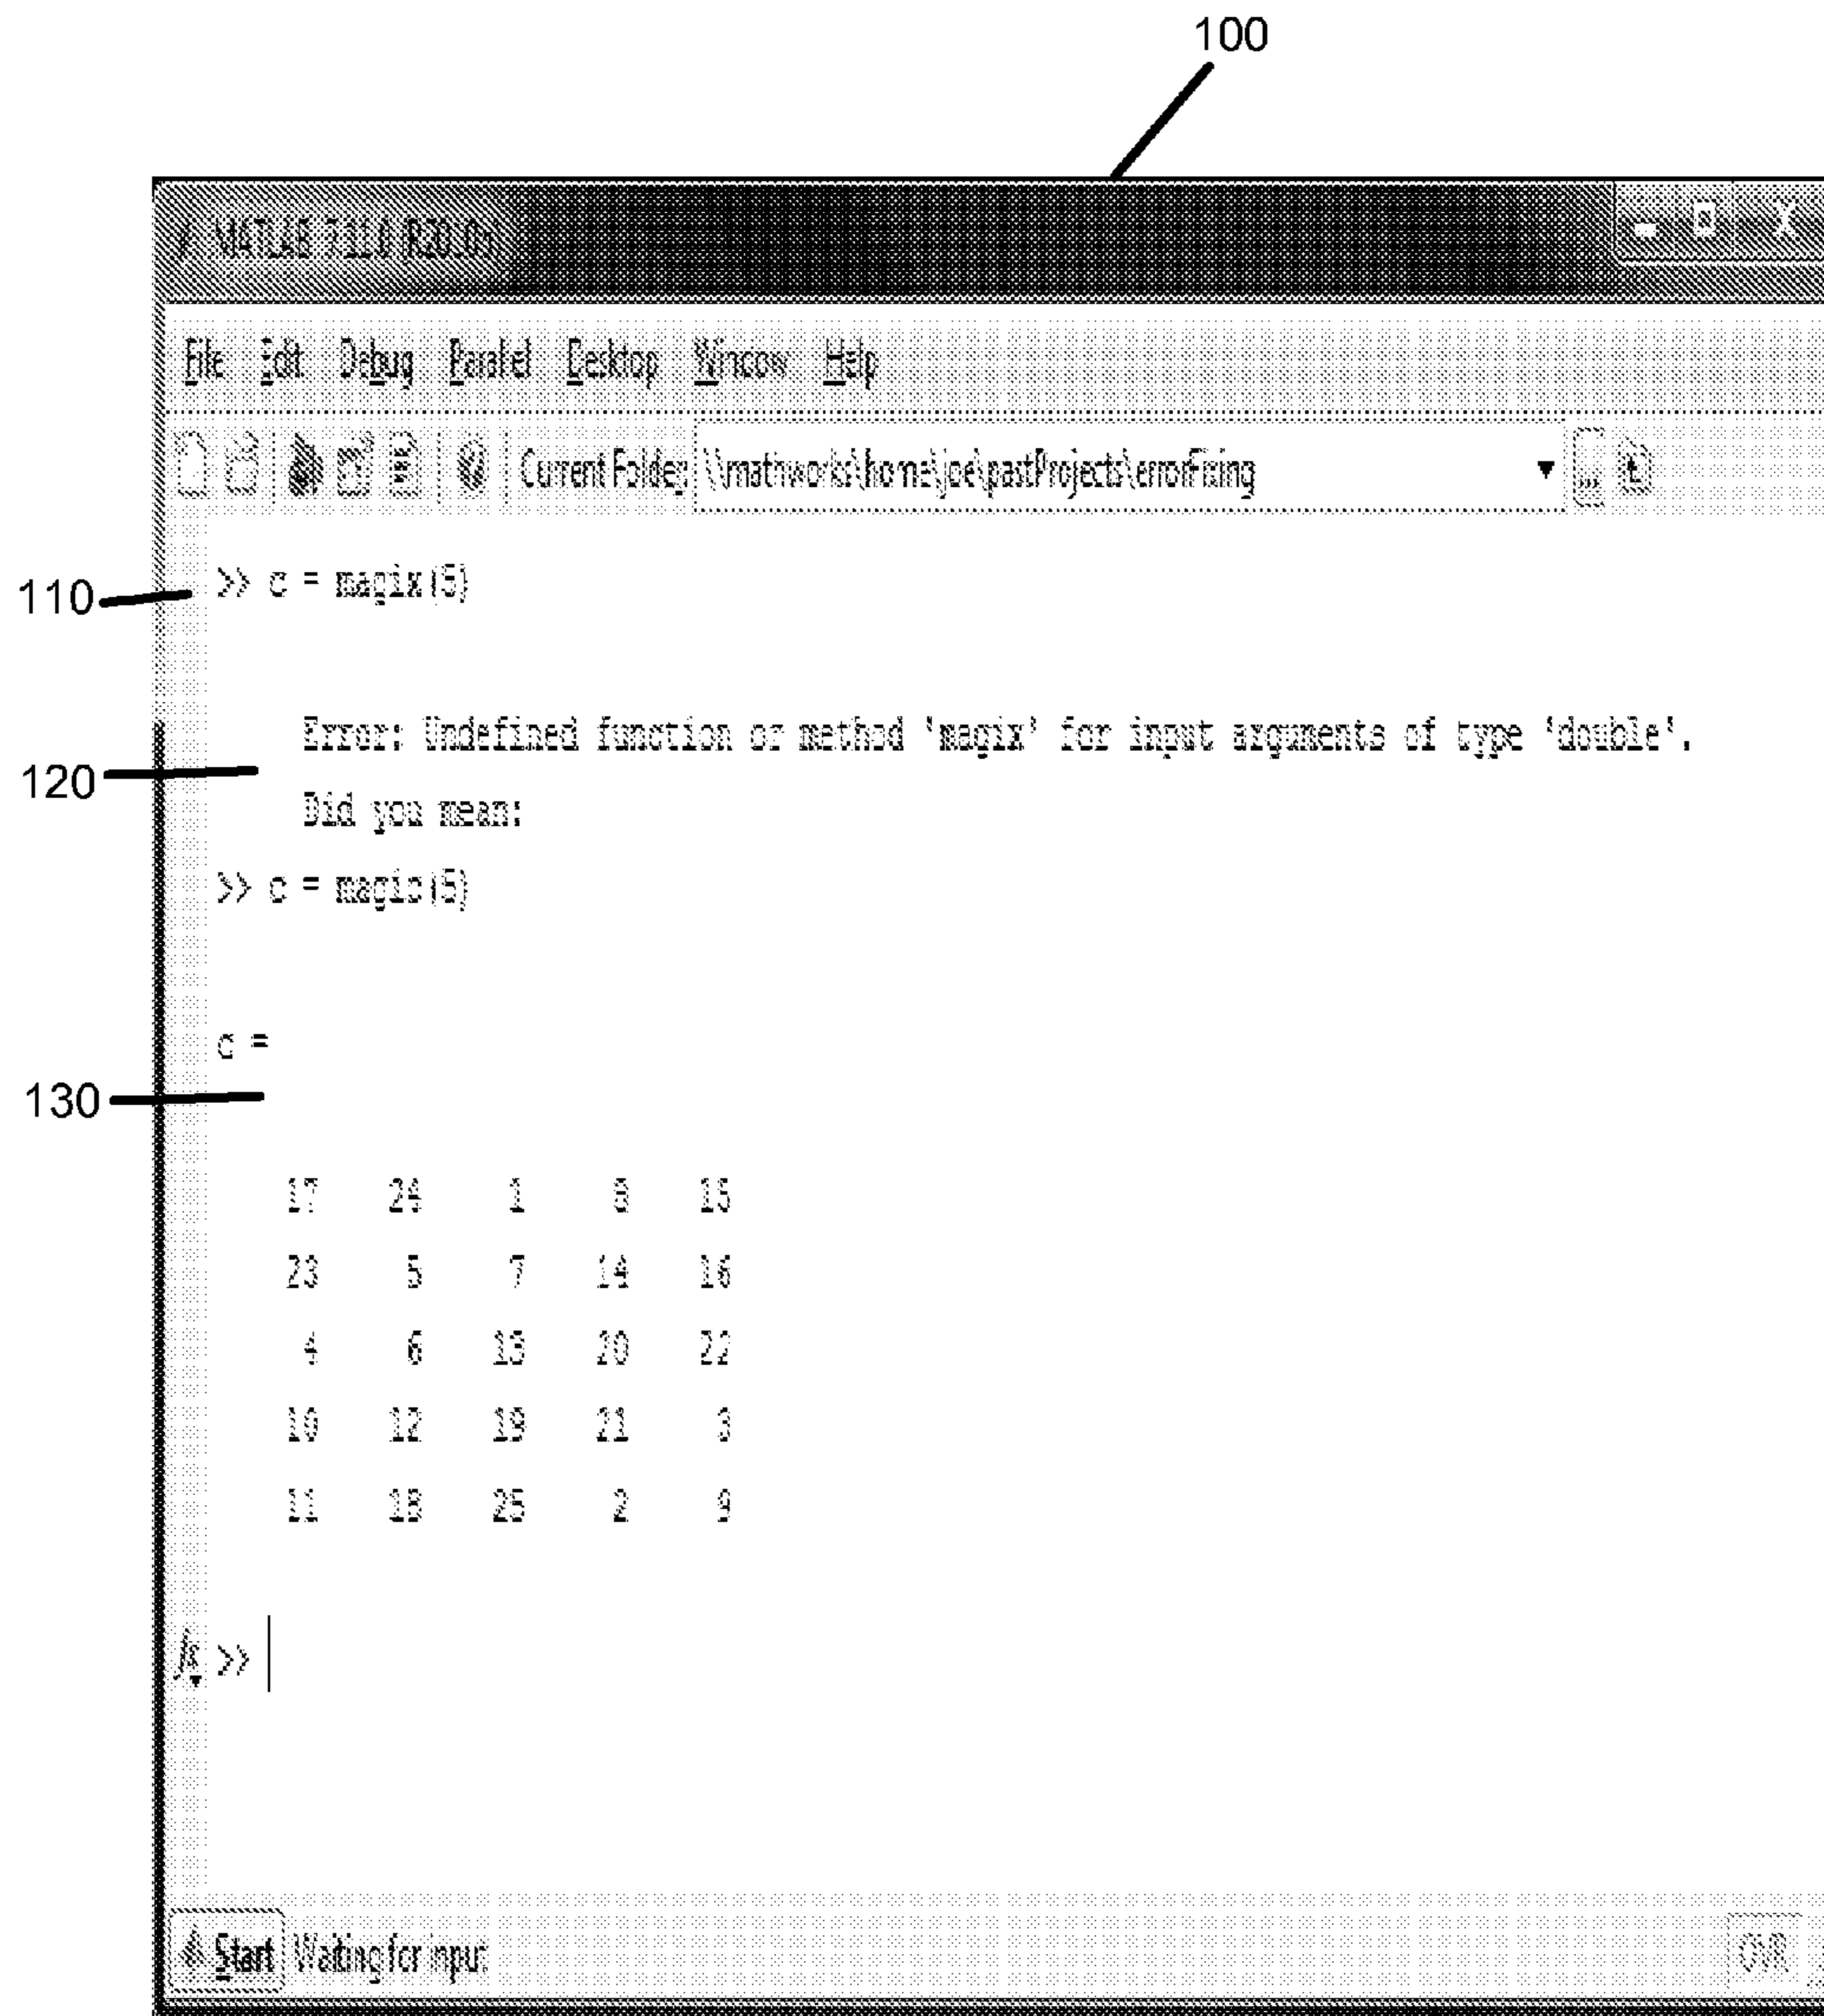 100
MATLAB 7.11.0
File Edit Debug Parallel Desktop Window Help
Current Folder: \\mathworks\home\joe\pastProjects\errorFixing
110
>> c = magix(5)
120
Error: Undefined function or method 'magix' for input arguments of type 'double'.
Did you mean:
>> c = magic(5)
c =
130
17 24 1 8 15
23 5 7 14 16
4 6 13 20 22
10 12 19 21 3
11 18 25 2 9
fx >>
Start Waiting for input
OVR